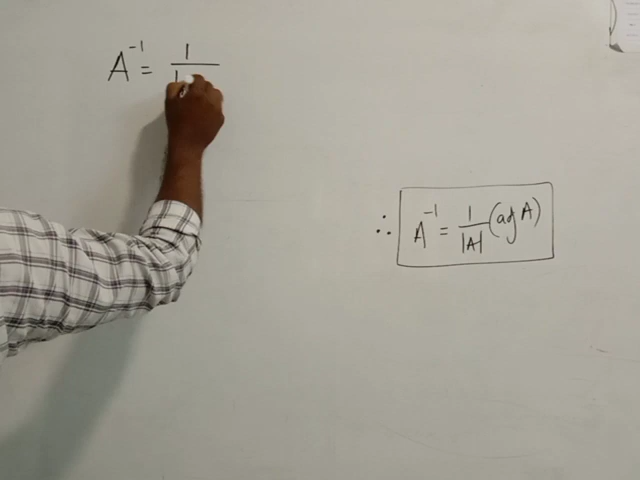 A⁻¹ = 1/|
∴ A⁻¹ = 1/|A| (adj A)